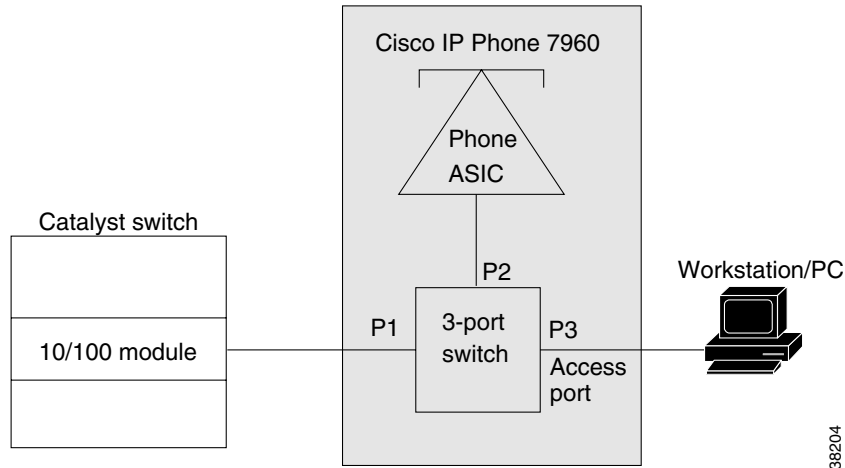 Cisco IP Phone 7960
Phone
ASIC
Catalyst switch
10/100 module
P2
P1
3-port
switch
P3
Access
port
Workstation/PC
38204